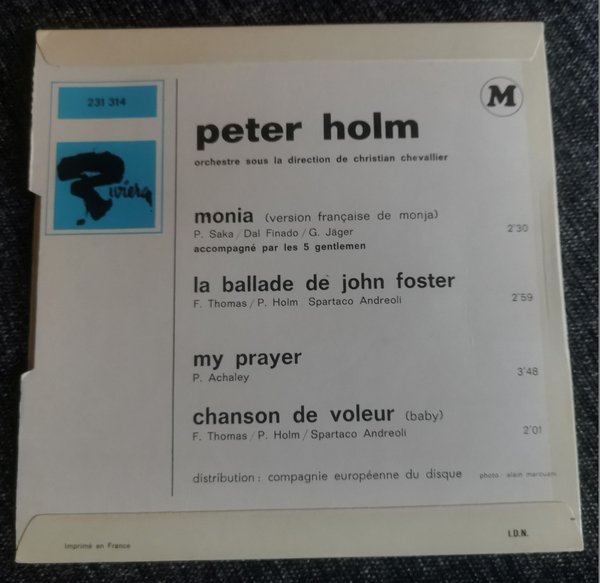 231 314
Riviera
M
peter holm
orchestre sous la direction de christian chevallier
monia (version française de monja)
P. Saka / Dal Finado / G. Jäger
2'30
accompagné par les 5 gentlemen
la ballade de john foster
F. Thomas / P. Holm Spartaco Andreoli
2'59
my prayer
P. Achaley
3'48
chanson de voleur (baby)
F. Thomas / P. Holm / Spartaco Andreoli
2'01
distribution : compagnie européenne du disque
photo : alain marouani
I.D.N.
Imprimé en France